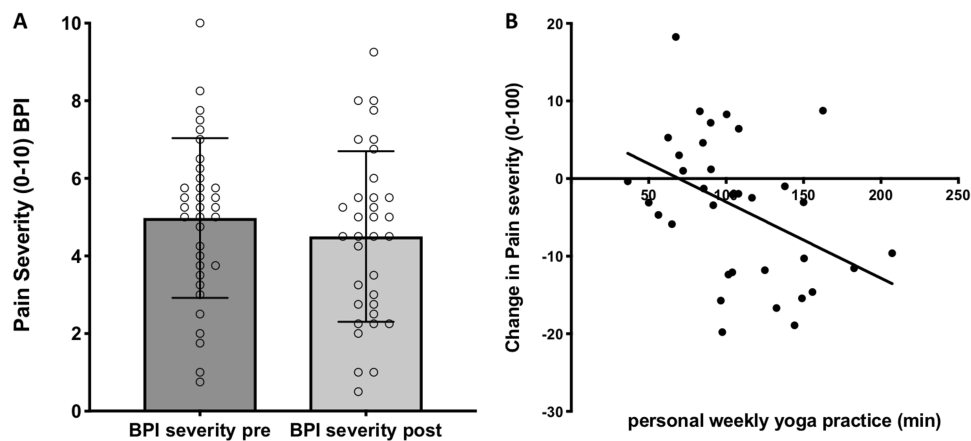 A
Pain Severity (0-10) BPI
10
8
6
4
2
0
BPI severity pre
BPI severity post
B
Change in Pain severity (0-100)
20
10
0
-10
-20
-30
50
100
150
200
250
personal weekly yoga practice (min)